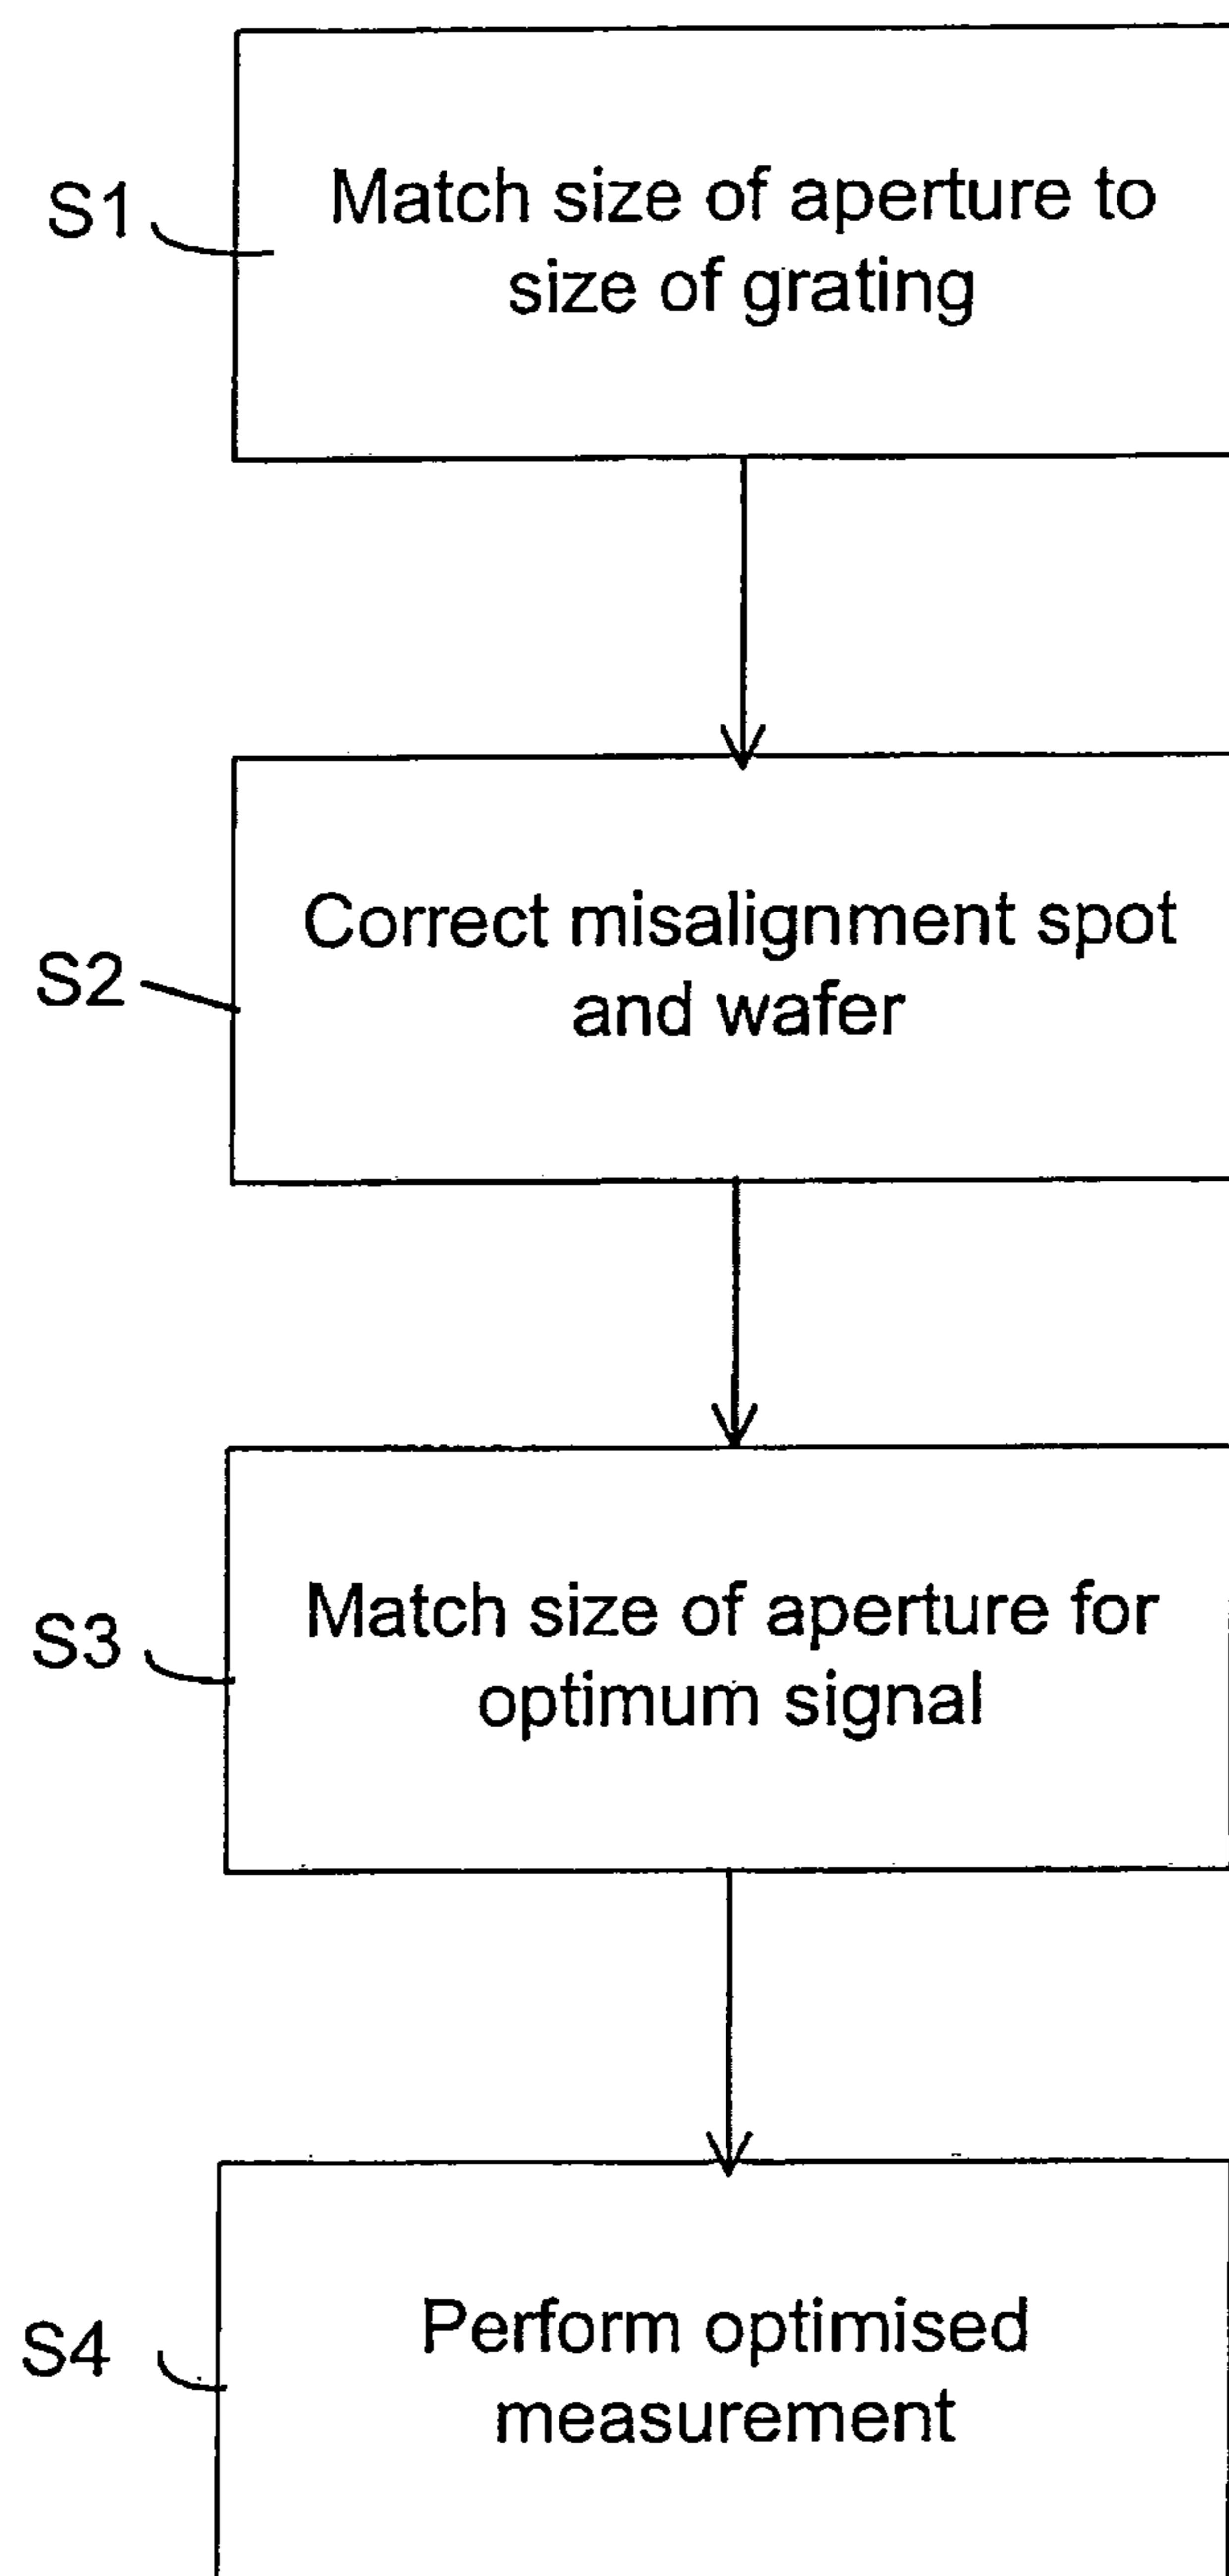 S1
Match size of aperture to
size of grating
S2
Correct misalignment spot
and wafer
S3
Match size of aperture for
optimum signal
S4
Perform optimised
measurement